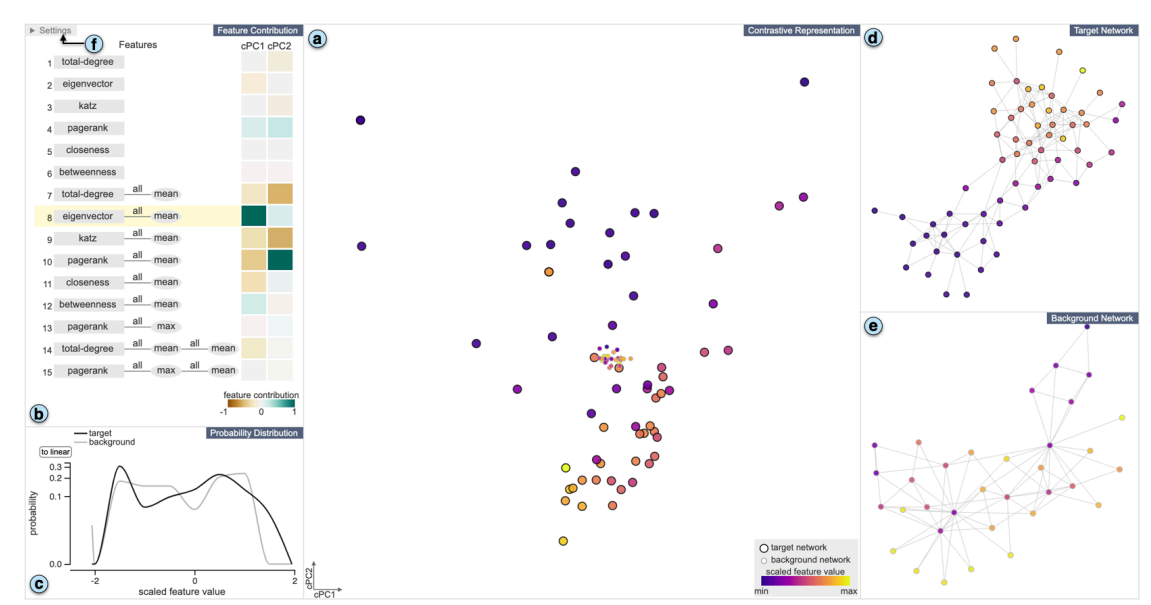 ▶ Settings
Feature Contribution
f
Features
cPC1 cPC2
1 total-degree
2 eigenvector
3 katz
4 pagerank
5 closeness
6 betweenness
7 total-degree all mean
8 eigenvector all mean
9 katz all mean
10 pagerank all mean
11 closeness all mean
12 betweenness all mean
13 pagerank all max
14 total-degree all mean all mean
15 pagerank all max all mean
feature contribution
-1 0 1
b
target
background
Probability Distribution
to linear
0.3
0.2
0.1
0.0
probability
-2 0 2
scaled feature value
c
a
Contrastive Representation
cPC2
cPC1
target network
background network
scaled feature value
min max
d
Target Network
e
Background Network